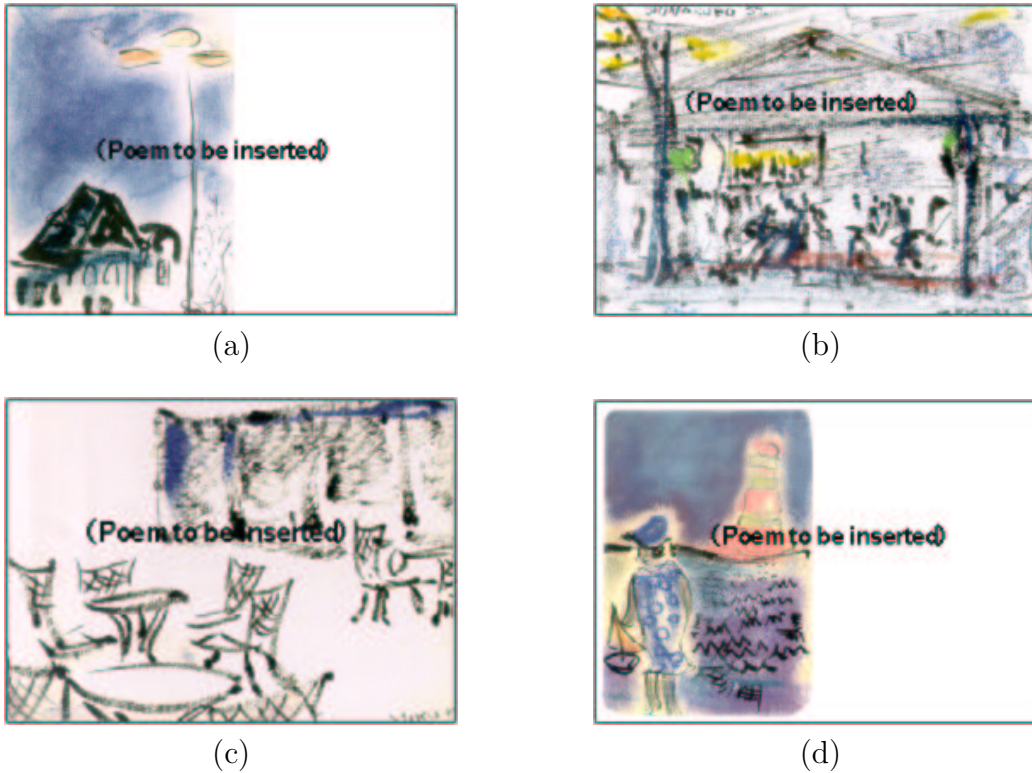 (Poem to be inserted)
(Poem to be inserted)
(a)
(b)
(Poem to be inserted)
(Poem to be inserted)
(c)
(d)